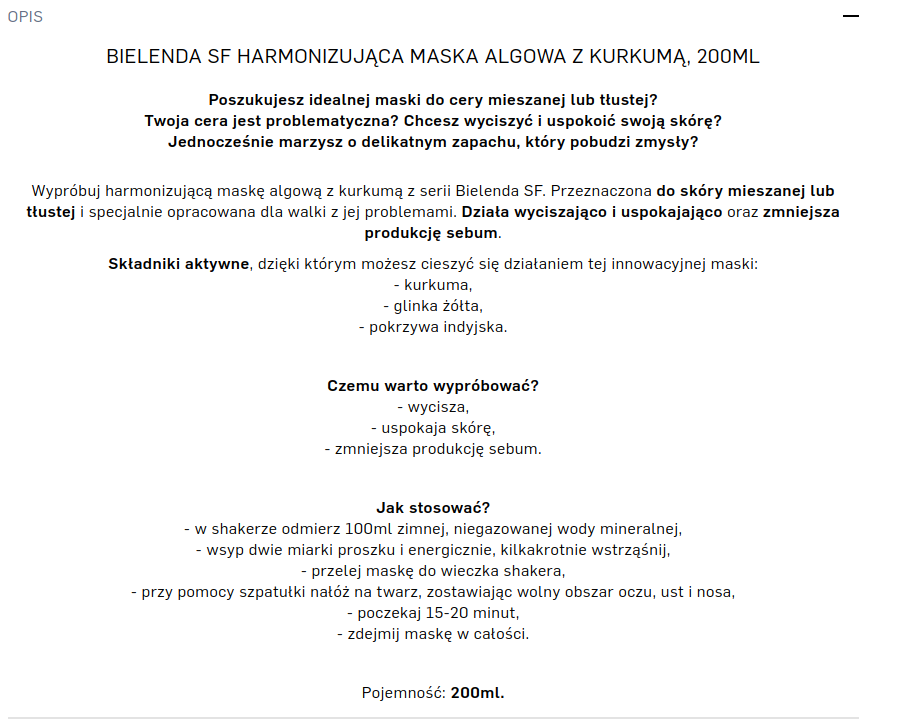 OPIS
BIELENDA SF HARMONIZUJĄCA MASKA ALGOWA Z KURKUMĄ, 200ML
Poszukujesz idealnej maski do cery mieszanej lub tłustej?
Twoja cera jest problematyczna? Chcesz wyciszyć i uspokoić swoją skórę?
Jednocześnie marzysz o delikatnym zapachu, który pobudzi zmysły?
Wypróbuj harmonizującą maskę algową z kurkumą z serii Bielenda SF. Przeznaczona do skóry mieszanej lub
tłustej i specjalnie opracowana dla walki z jej problemami. Działa wyciszająco i uspokajająco oraz zmniejsza
produkcję sebum.
Składniki aktywne, dzięki którym możesz cieszyć się działaniem tej innowacyjnej maski:
- kurkuma,
- glinka żółta,
- pokrzywa indyjska.
Czemu warto wypróbować?
- wycisza,
- uspokaja skórę,
- zmniejsza produkcję sebum.
Jak stosować?
- w shakerze odmierz 100ml zimnej, niegazowanej wody mineralnej,
- wsyp dwie miarki proszku i energicznie, kilkakrotnie wstrząśnij,
- przelej maskę do wieczka shakera,
- przy pomocy szpatułki nałóż na twarz, zostawiając wolny obszar oczu, ust i nosa,
- poczekaj 15-20 minut,
- zdejmij maskę w całości.
Pojemność: 200ml.